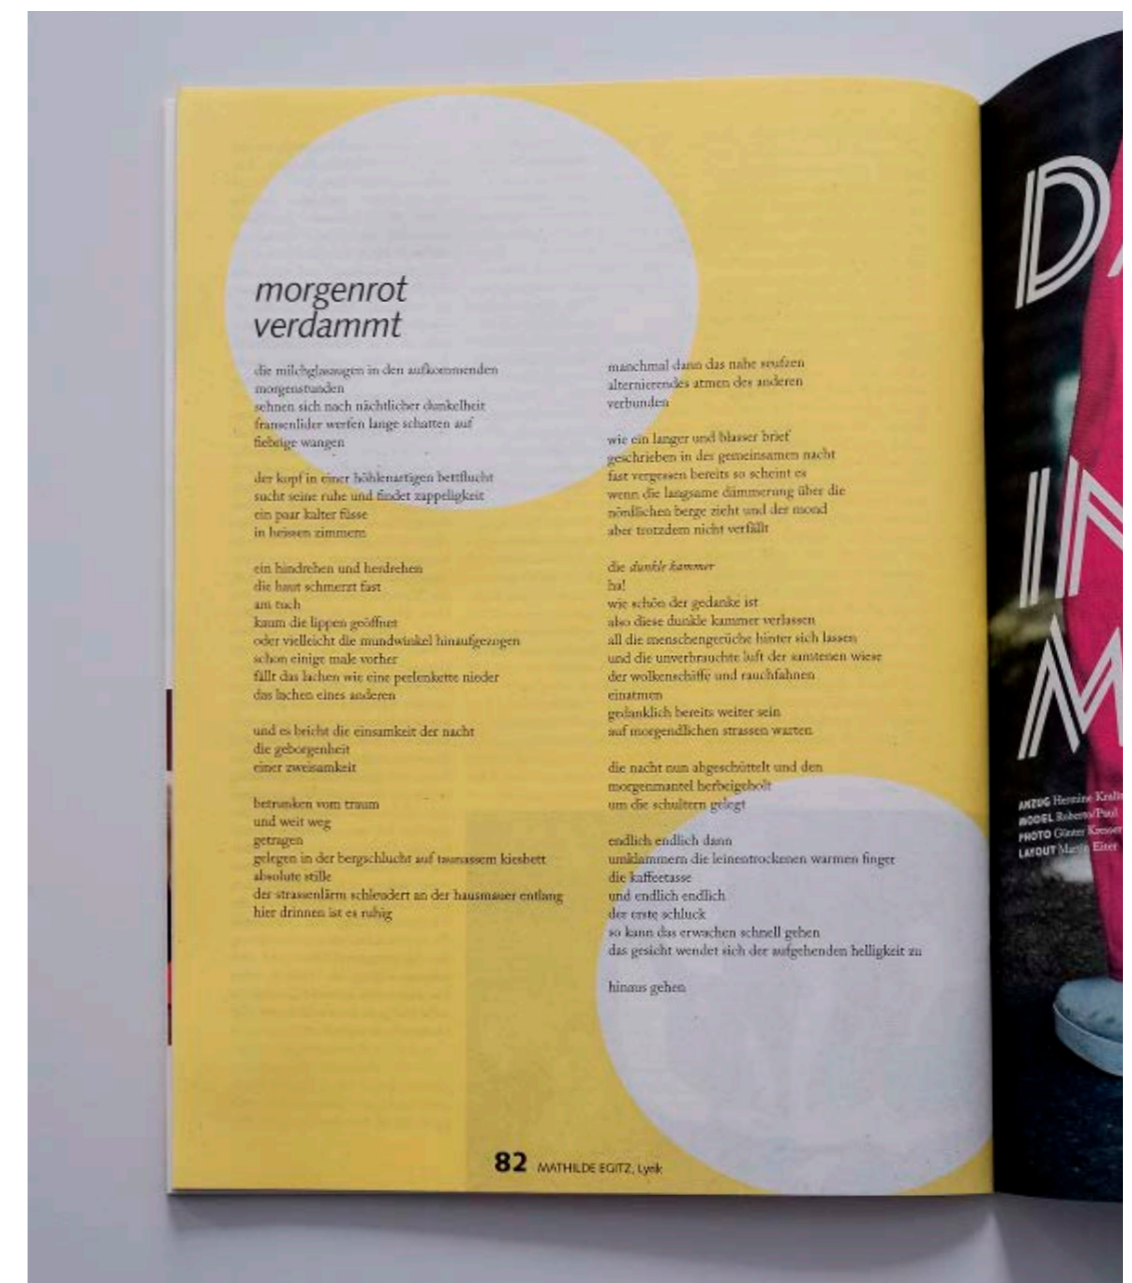 morgenrot
verdammt
die milchglasaugen in den aufkommenden
morgenstunden
sehnen sich nach nächtlicher dunkelheit
fransenlider werfen lange schatten auf
fiebrige wangen
der kopf in einer höhlenartigen bettflucht
sucht seine ruhe und findet zappeligkeit
ein paar kalter füsse
in heissen zimmern
ein hindrehen und herdrehen
die haut schmerzt fast
am tuch
kaum die lippen geöffnet
oder vielleicht die mundwinkel hinaufgezogen
schon einige male vorher
fällt das lachen wie eine perlenkette nieder
das lachen eines anderen
und es bricht die einsamkeit der nacht
die geborgenheit
einer zweisamkeit
betrunken vom traum
und weit weg
getragen
gelegen in der bergschlucht auf taunassem kiesbett
absolute stille
der strassenlärm schleudert an der hausmauer entlang
hier drinnen ist es ruhig
manchmal dann das nahe seufzen
alternierendes atmen des anderen
verbunden
wie ein langer und blasser brief
geschrieben in der gemeinsamen nacht
fast vergessen bereits so scheint es
wenn die langsame dämmerung über die
nördlichen berge zieht und der mond
aber trotzdem nicht verfällt
die dunkle kammer
ha!
wie schön der gedanke ist
also diese dunkle kammer verlassen
all die menschengerüche hinter sich lassen
und die unverbrauchte luft der samtenen wiese
der wolkenschiffe und rauchfahnen
einatmen
gedanklich bereits weiter sein
auf morgendlichen strassen warten
die nacht nun abgeschüttelt und den
morgenmantel herbeigeholt
um die schultern gelegt
endlich endlich dann
umklammern die leinentrockenen warmen finger
die kaffeetasse
und endlich endlich
der erste schluck
so kann das erwachen schnell gehen
das gesicht wendet sich der aufgehenden helligkeit zu
hinaus gehen
82 MATHILDE EGITZ, Lyrik
D
IN
M
ANZUG Hermine
MODEL Roberto/Paul
PHOTO Günter Kresser
LAYOUT Martin Eiter